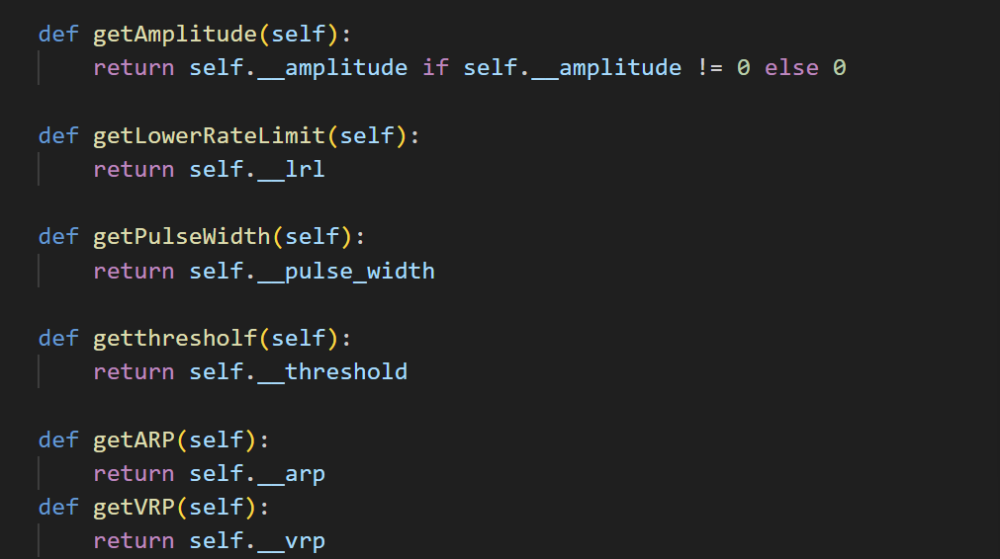 def getAmplitude(self):
return self.__amplitude if self.__amplitude != 0 else 0
def getLowerRateLimit(self):
return self.__lrl
def getPulseWidth(self):
return self.__pulse_width
def getthresholf(self):
return self.__threshold
def getARP(self):
return self.__arp
def getVRP(self):
return self.__vrp